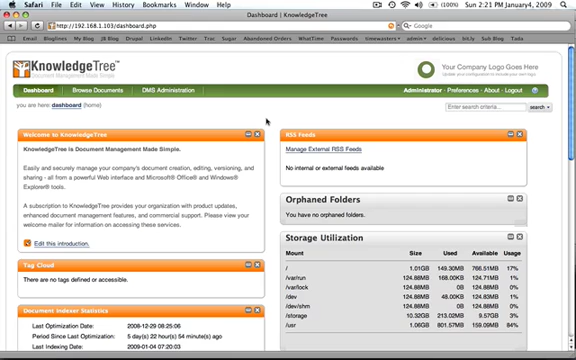 Safari File Edit View History Bookmarks Window Help (100%) Sun 2:21 PM January4, 2009
Dashboard | KnowledgeTree
http://192.168.1.103/dashboard.php Google
Email Bloglines My Blog JB Blog Drupal LinkedIn Twitter Trac Sugar Abandoned Orders WhatTime Passwords timewasters admin delicious bit.ly Sub Blog Tada
KnowledgeTree™
Document Management Made Simple
Your Company Logo Goes Here
Dashboard Browse Documents DMS Administration Administrator · Preferences · About · Logout
you are here: dashboard (home) Enter search criteria... search
Welcome to KnowledgeTree
KnowledgeTree is Document Management Made Simple.
Easily and securely manage your company's document creation, editing, versioning, and
sharing - all from a powerful Web interface and Microsoft® Office® and Windows®
Explorer® tools.
A subscription to KnowledgeTree provides your organization with product updates,
enhanced document management features, and commercial support. Please view your
welcome mailer for information on accessing these services.
Edit this introduction.
Tag Cloud
There are no tags defined or accessible.
Document Indexer Statistics
Last Optimization Date: 2008-12-29 08:25:06
Period Since Last Optimization: 5 day(s) 22 hour(s) 54 minute(s) ago
Last Indexing Date: 2009-01-04 07:20:03
RSS Feeds
Manage External RSS Feeds
No internal or external feeds available
Orphaned Folders
You have no orphaned folders.
Storage Utilization
Mount Size Used Available Usage
/ 1.01GB 149.30MB 766.51MB 17%
/var/run 124.88MB 168.00KB 124.71MB 1%
/var/lock 124.88MB 0B 124.88MB 0%
/dev 124.88MB 48.00KB 124.83MB 1%
/dev/shm 124.88MB 0B 124.88MB 0%
/storage 10.32GB 213.02MB 9.57GB 3%
/usr 1.06GB 801.57MB 159.09MB 84%